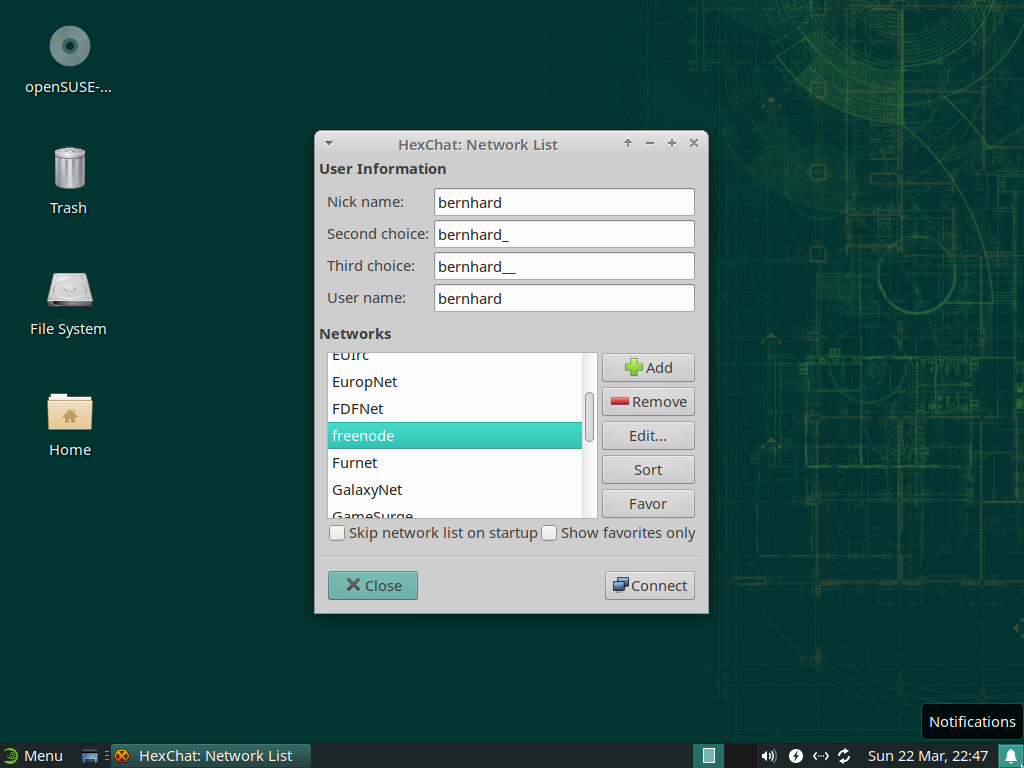 openSUSE-...
Trash
File System
Home
HexChat: Network List
User Information
Nick name: bernhard
Second choice: bernhard_
Third choice: bernhard__
User name: bernhard
Networks
EUIrc
EuropNet
FDFNet
freenode
Furnet
GalaxyNet
GameSurge
Add
Remove
Edit...
Sort
Favor
Skip network list on startup Show favorites only
Close Connect
Notifications
Menu HexChat: Network List Sun 22 Mar, 22:47